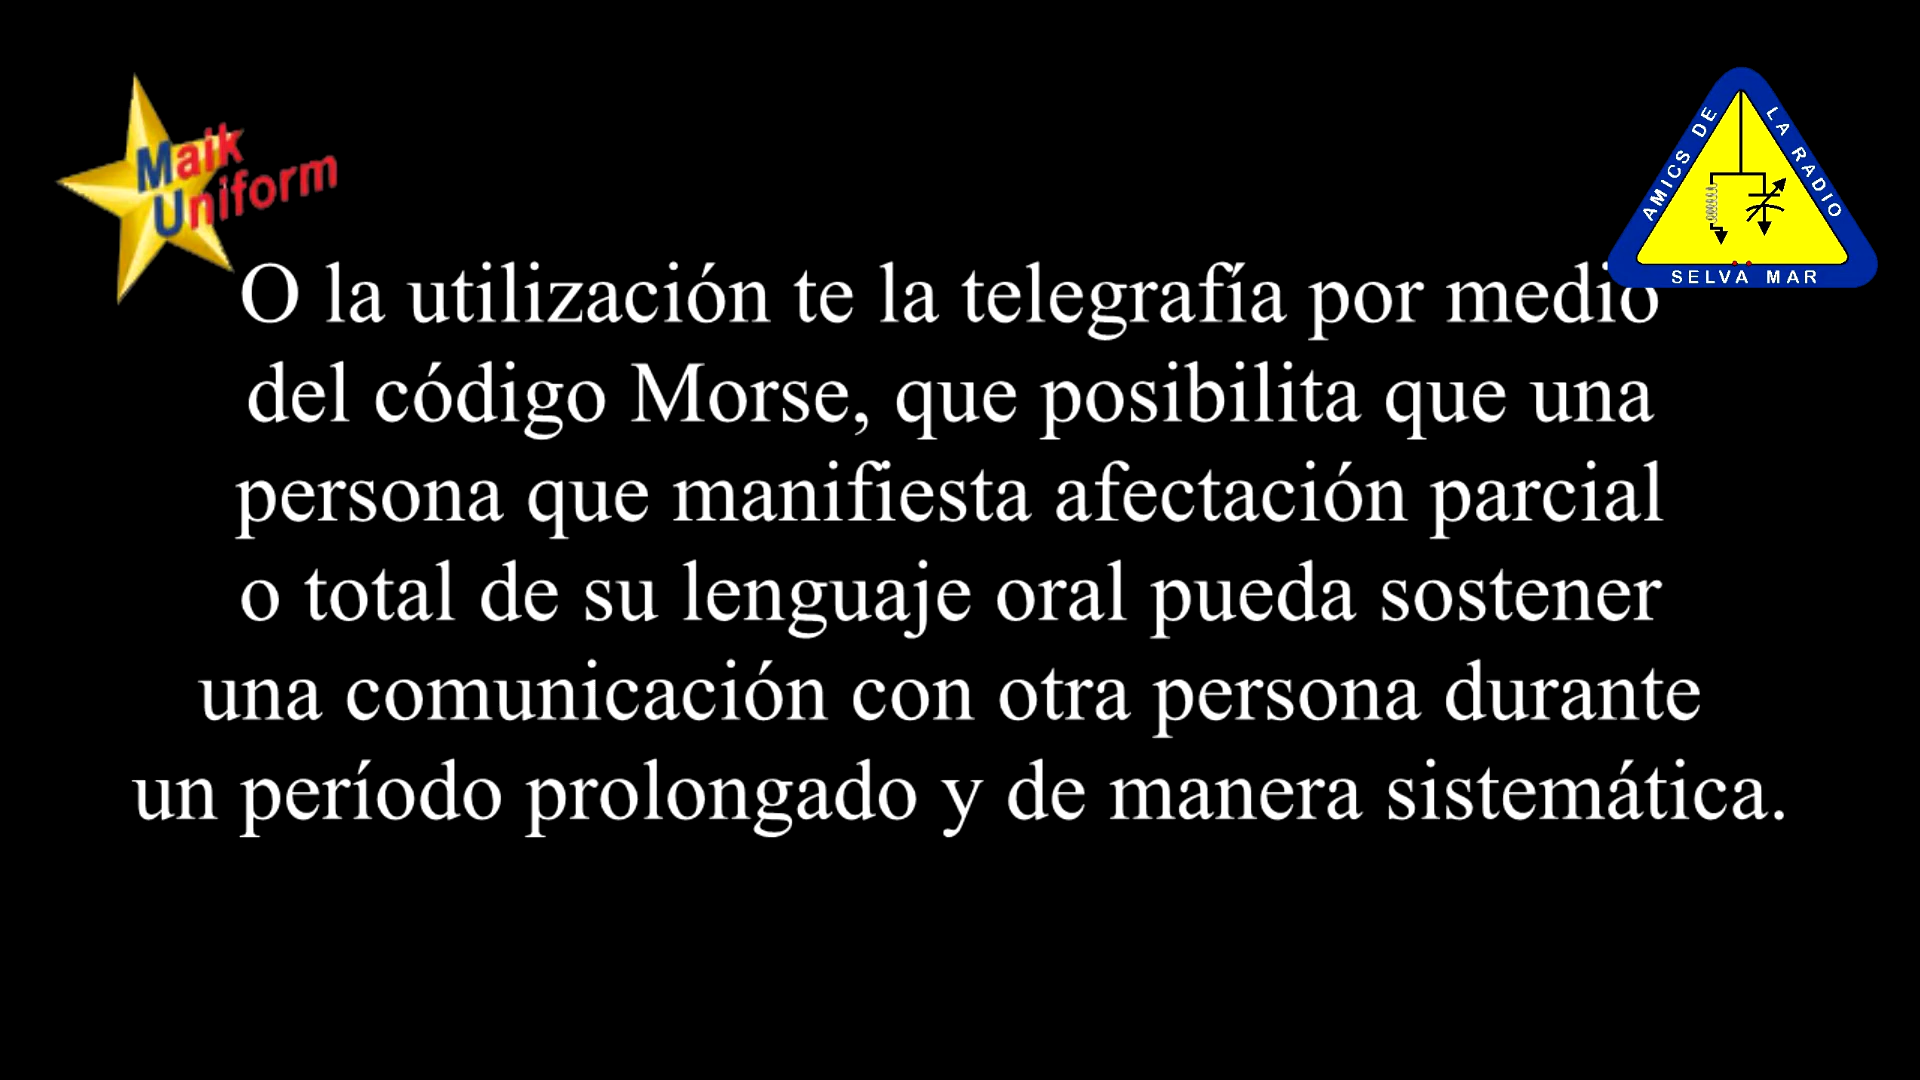 Maik
Uniform
AMICS DE LA RADIO
SELVA MAR
O la utilización te la telegrafía por medio
del código Morse, que posibilita que una
persona que manifiesta afectación parcial
o total de su lenguaje oral pueda sostener
una comunicación con otra persona durante
un período prolongado y de manera sistemática.